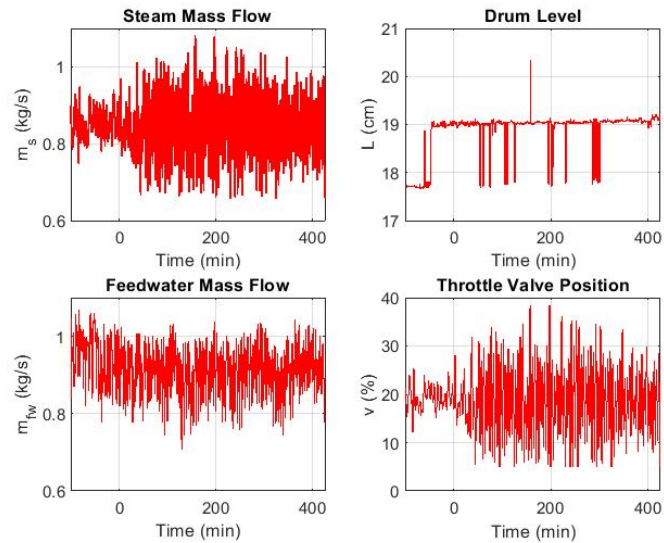 Steam Mass Flow
1
0.8
0.6
m_s (kg/s)
0 200 400
Time (min)
Drum Level
21
20
19
18
17
L (cm)
0 200 400
Time (min)
Feedwater Mass Flow
1
0.8
0.6
m_fw (kg/s)
0 200 400
Time (min)
Throttle Valve Position
40
30
20
10
0
v (%)
0 200 400
Time (min)